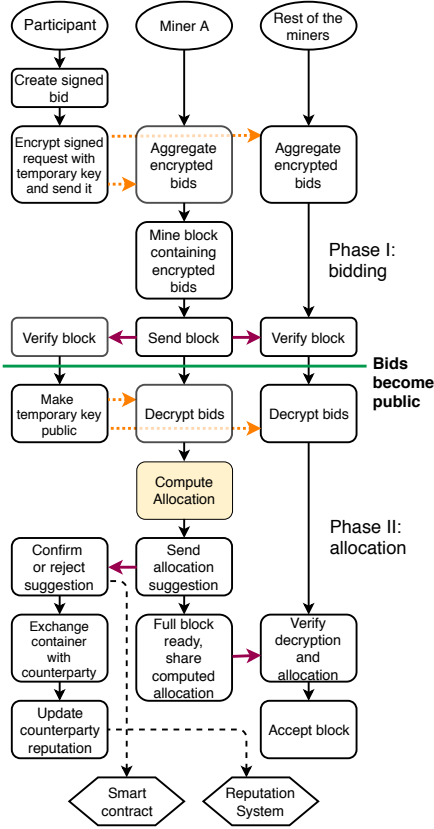 Participant
Miner A
Rest of the
miners
Create signed
bid
Encrypt signed
request with
temporary key
and send it
Aggregate
encrypted
bids
Aggregate
encrypted
bids
Mine block
containing
encrypted
bids
Phase I:
bidding
Verify block
Send block
Verify block
Bids
become
public
Make
temporary key
public
Decrypt bids
Decrypt bids
Compute
Allocation
Phase II:
allocation
Confirm
or reject
suggestion
Send
allocation
suggestion
Exchange
container
with
counterparty
Full block
ready,
share
computed
allocation
Verify
decryption
and
allocation
Update
counterparty
reputation
Accept block
Smart
contract
Reputation
System